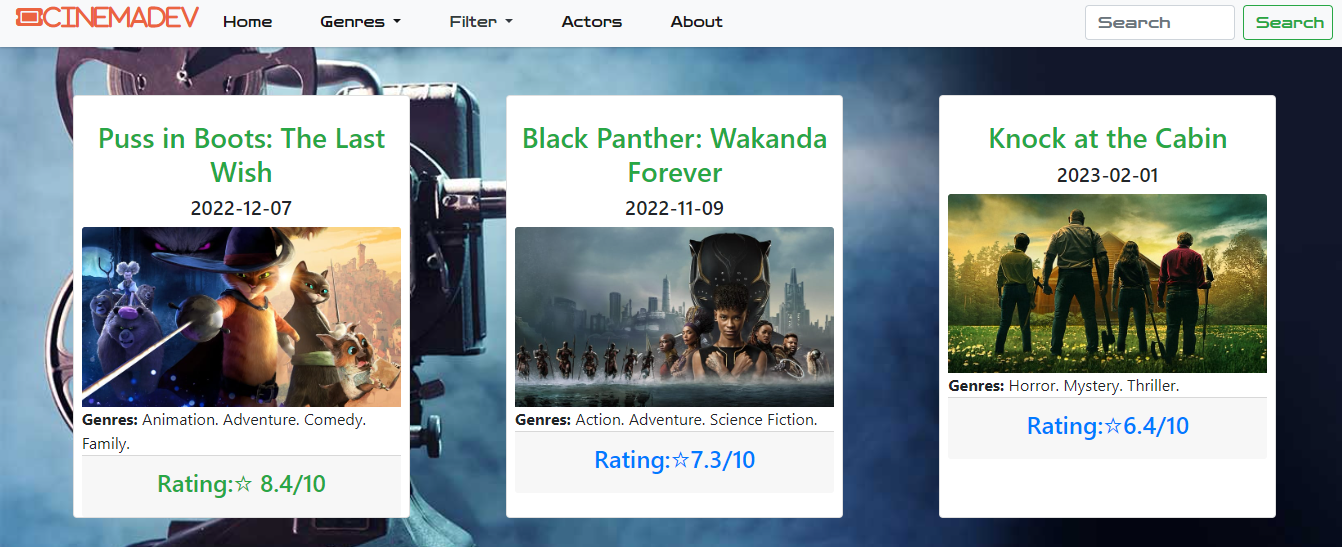 CINEMADEV
Home
Genres
Filter
Actors
About
Search
Search
Puss in Boots: The Last
Wish
2022-12-07
Genres: Animation. Adventure. Comedy.
Family.
Rating:☆ 8.4/10
Black Panther: Wakanda
Forever
2022-11-09
Genres: Action. Adventure. Science Fiction.
Rating:☆7.3/10
Knock at the Cabin
2023-02-01
Genres: Horror. Mystery. Thriller.
Rating:☆6.4/10